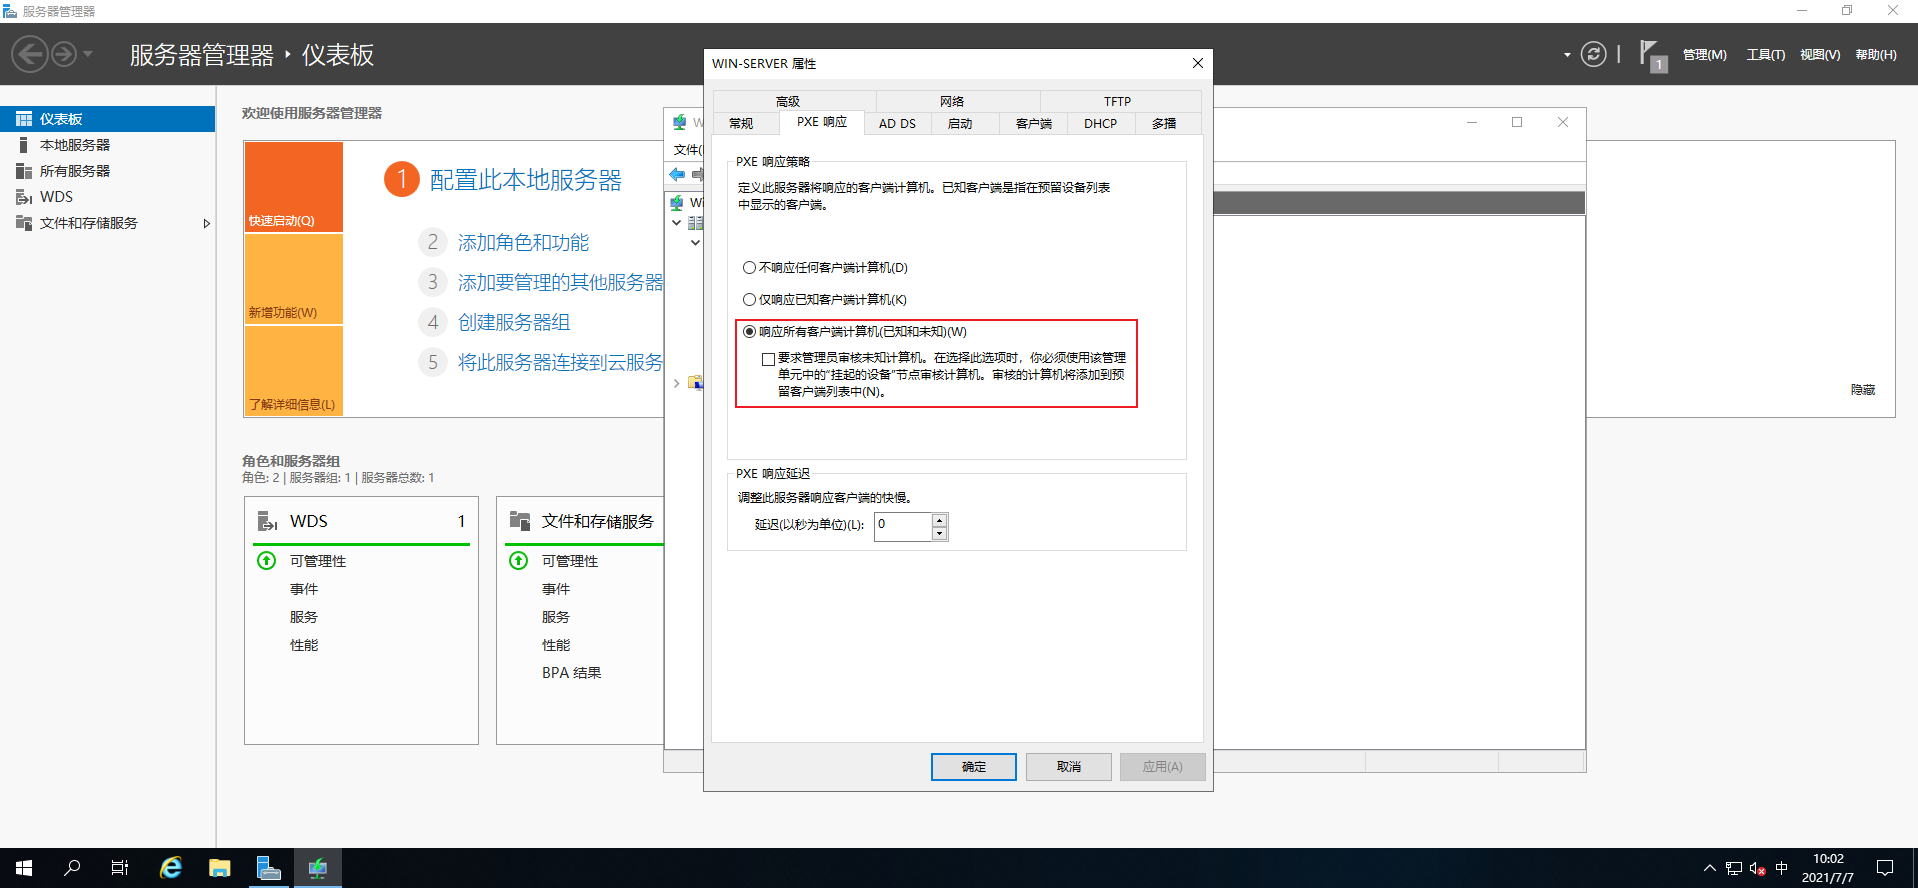 服务器管理器
服务器管理器 · 仪表板
1
管理(M)
工具(T)
视图(V)
帮助(H)
仪表板
本地服务器
所有服务器
WDS
文件和存储服务
欢迎使用服务器管理器
快速启动(Q)
新增功能(W)
了解详细信息(L)
1 配置此本地服务器
2 添加角色和功能
3 添加要管理的其他服务器
4 创建服务器组
5 将此服务器连接到云服务
隐藏
角色和服务器组
角色: 2 | 服务器组: 1 | 服务器总数: 1
WDS 1
可管理性
事件
服务
性能
文件和存储服务
可管理性
事件
服务
性能
BPA 结果
W
文件(
Wi
WIN-SERVER 属性
高级 网络 TFTP
常规 PXE 响应 AD DS 启动 客户端 DHCP 多播
PXE 响应策略
定义此服务器将响应的客户端计算机。已知客户端是指在预留设备列表
中显示的客户端。
不响应任何客户端计算机(D)
仅响应已知客户端计算机(K)
响应所有客户端计算机(已知和未知)(W)
要求管理员审核未知计算机。在选择此选项时，你必须使用该管理
单元中的“挂起的设备”节点审核计算机。审核的计算机将添加到预
留客户端列表中(N)。
PXE 响应延迟
调整此服务器响应客户端的快慢。
延迟(以秒为单位)(L): 0
确定 取消 应用(A)
中
10:02
2021/7/7